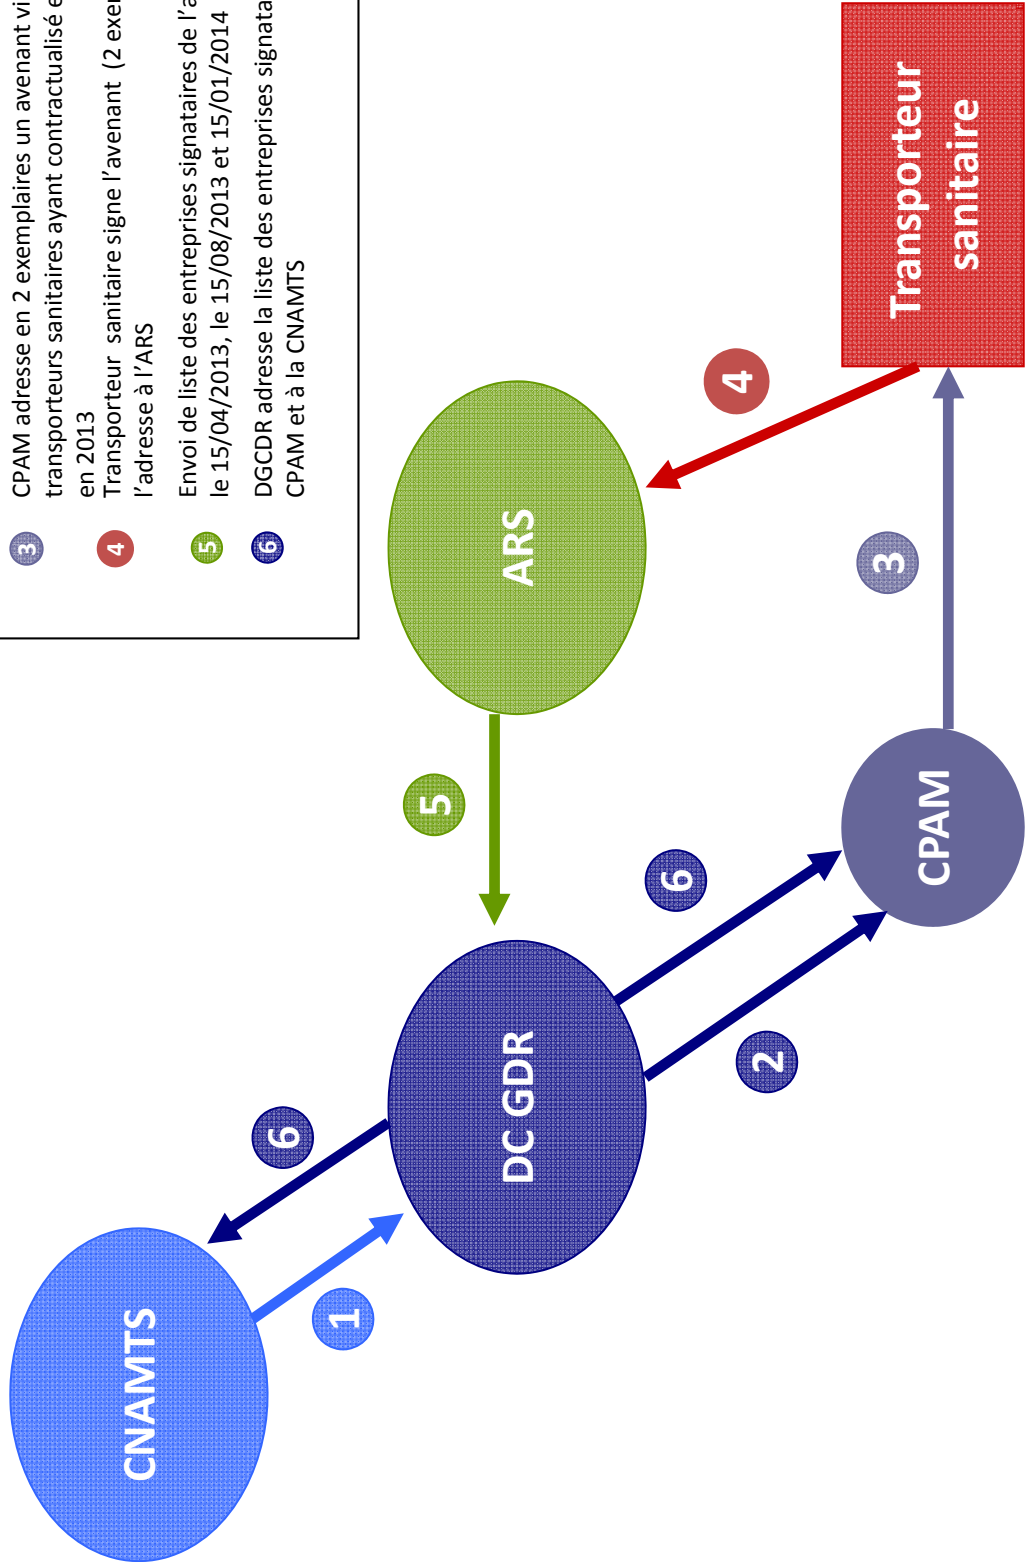 3 CPAM adresse en 2 exemplaires un avenant
transporteurs sanitaires ayant contractualisé
en 2013
4 Transporteur sanitaire signe l'avenant (2
l'adresse à l'ARS
5 Envoi de liste des entreprises signataires de
le 15/04/2013, le 15/08/2013 et 15/01/2014
6 DGCDR adresse la liste des entreprises
CPAM et à la CNAMTS
CNAMTS
1
6
DC GDR
5
ARS
4
2
6
CPAM
3
Transporteur
sanitaire